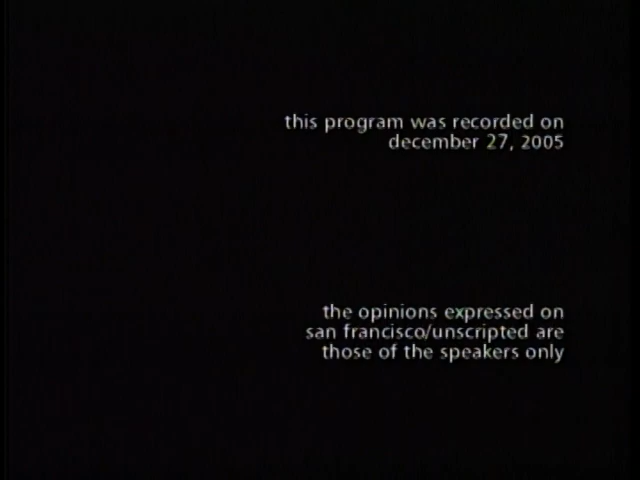 this program was recorded on
december 27, 2005
the opinions expressed on
san francisco/unscripted are
those of the speakers only